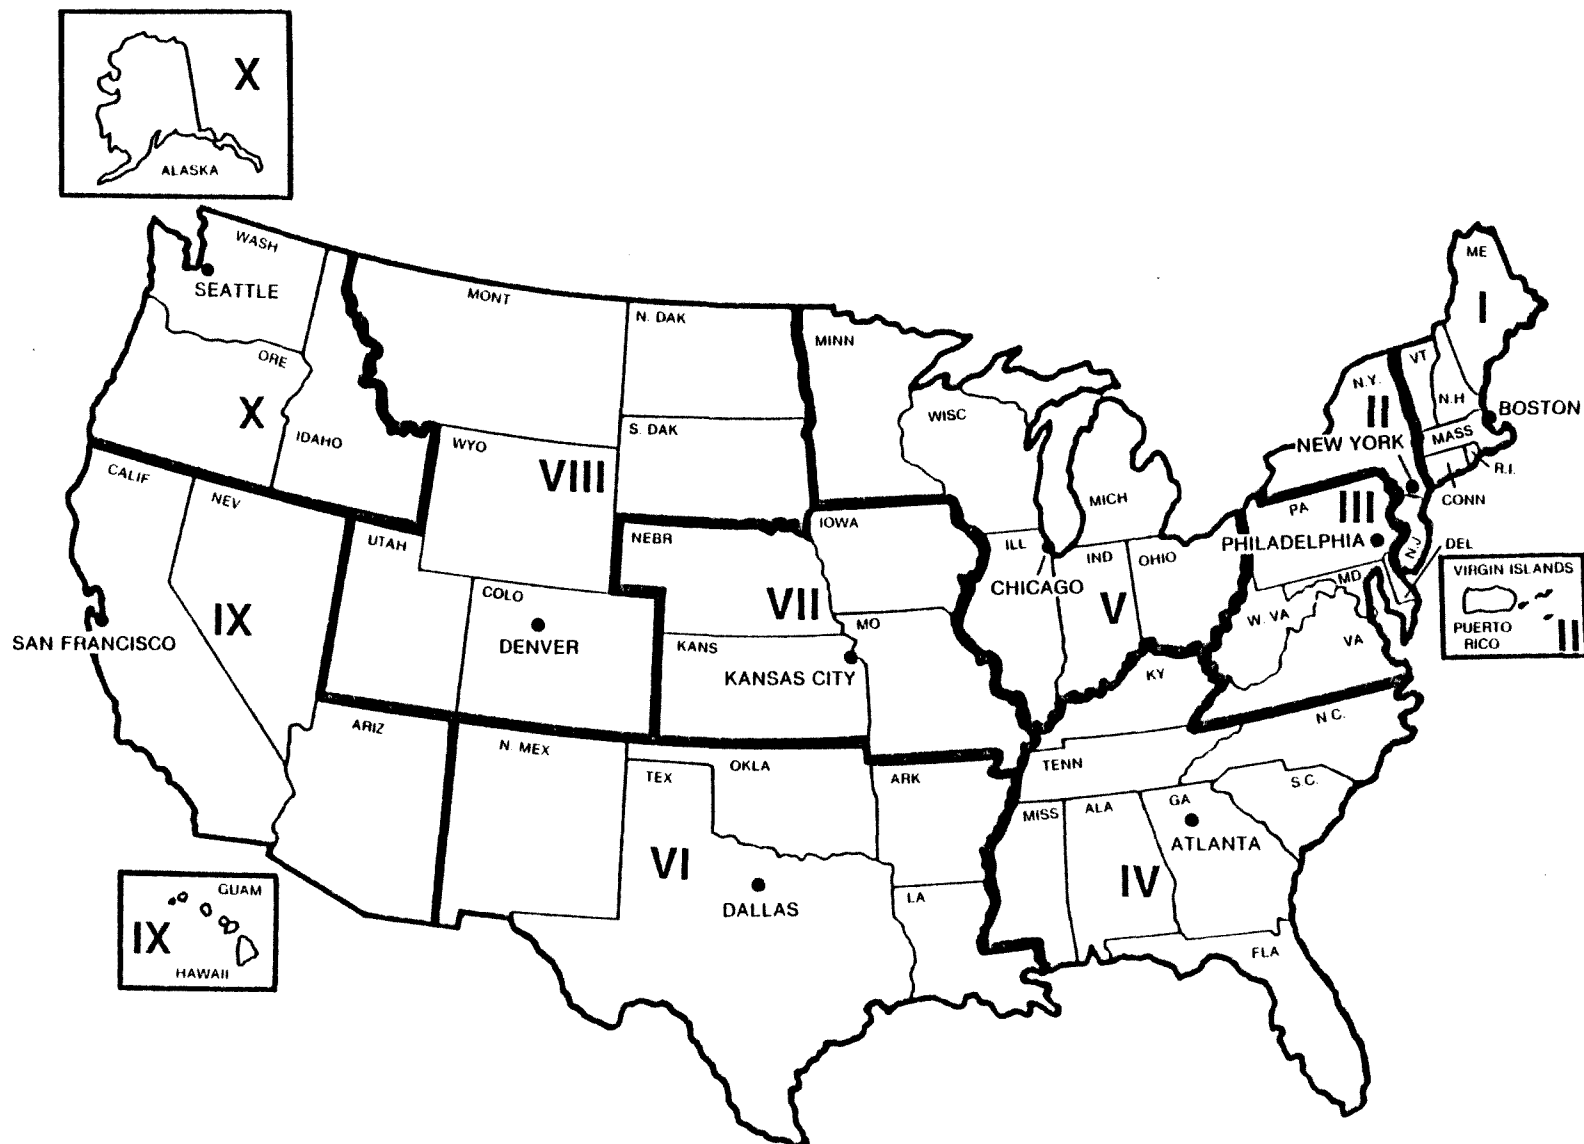 X
ALASKA
WASH
SEATTLE
MONT
N. DAK
MINN
ME
I
ORE
X
IDAHO
WYO
VIII
S. DAK
WISC
MICH
N.Y.
II
VT
N.H
BOSTON
NEW YORK
MASS
R.I.
CONN
CALIF
NEV
UTAH
NEBR
IOWA
ILL
IND
OHIO
PA
III
PHILADELPHIA
N.J
DEL
MD
CHICAGO
V
VIRGIN ISLANDS
PUERTO
RICO
II
IX
SAN FRANCISCO
COLO
DENVER
VII
KANS
MO
KANSAS CITY
W. VA
VA
KY
ARIZ
N. MEX
OKLA
TEX
ARK
TENN
N C.
S.C.
MISS
ALA
GA
ATLANTA
VI
DALLAS
LA
IV
FLA
GUAM
IX
HAWAII